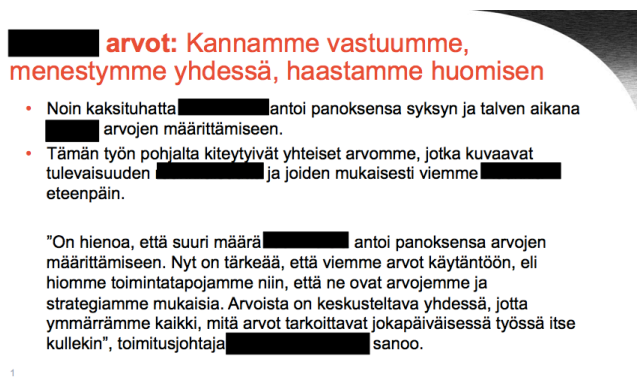 arvot: Kannamme vastuumme,
menestymme yhdessä, haastamme huomisen
• Noin kaksituhatta antoi panoksensa syksyn ja talven aikana
arvojen määrittämiseen.
• Tämän työn pohjalta kiteytyivät yhteiset arvomme, jotka kuvaavat
tulevaisuuden ja joiden mukaisesti viemme
eteenpäin.
”On hienoa, että suuri määrä antoi panoksensa arvojen
määrittämiseen. Nyt on tärkeää, että viemme arvot käytäntöön, eli
hiomme toimintatapojamme niin, että ne ovat arvojemme ja
strategiamme mukaisia. Arvoista on keskusteltava yhdessä, jotta
ymmärrämme kaikki, mitä arvot tarkoittavat jokapäiväisessä työssä itse
kullekin”, toimitusjohtaja sanoo.
1